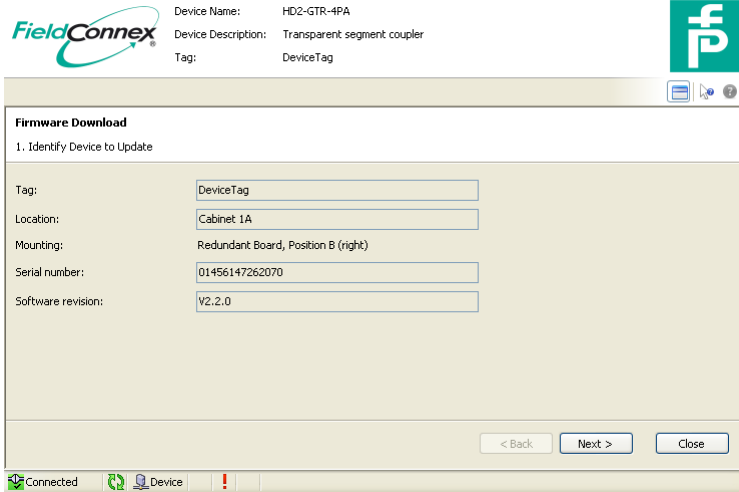 FieldConnex®
Device Name: HD2-GTR-4PA
Device Description: Transparent segment coupler
Tag: DeviceTag
Firmware Download
1. Identify Device to Update
Tag: DeviceTag
Location: Cabinet 1A
Mounting: Redundant Board, Position B (right)
Serial number: 01456147262070
Software revision: V2.2.0
< Back Next > Close
Connected Device